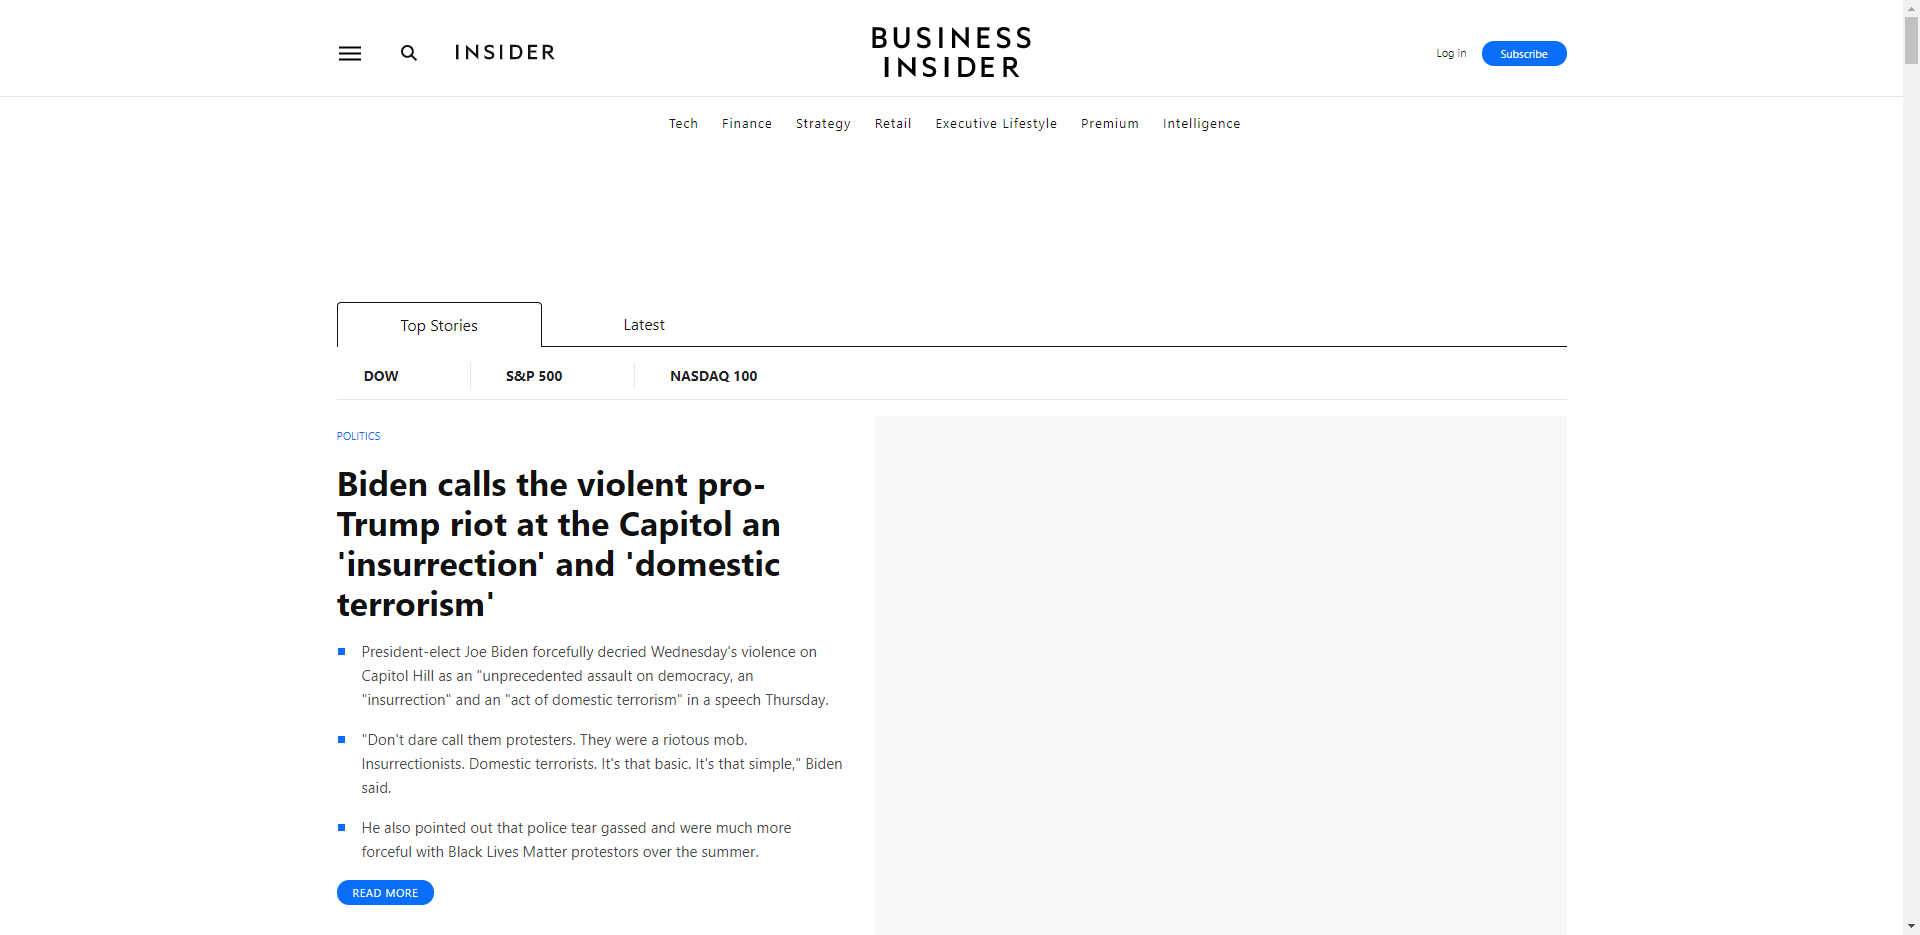 INSIDER
BUSINESS
INSIDER
Log in
Subscribe
Tech Finance Strategy Retail Executive Lifestyle Premium Intelligence
Top Stories
Latest
DOW
S&P 500
NASDAQ 100
POLITICS
Biden calls the violent pro-
Trump riot at the Capitol an
'insurrection' and 'domestic
terrorism'
President-elect Joe Biden forcefully decried Wednesday's violence on
Capitol Hill as an "unprecedented assault on democracy, an
"insurrection" and an "act of domestic terrorism" in a speech Thursday.
"Don't dare call them protesters. They were a riotous mob.
Insurrectionists. Domestic terrorists. It's that basic. It's that simple," Biden
said.
He also pointed out that police tear gassed and were much more
forceful with Black Lives Matter protestors over the summer.
READ MORE